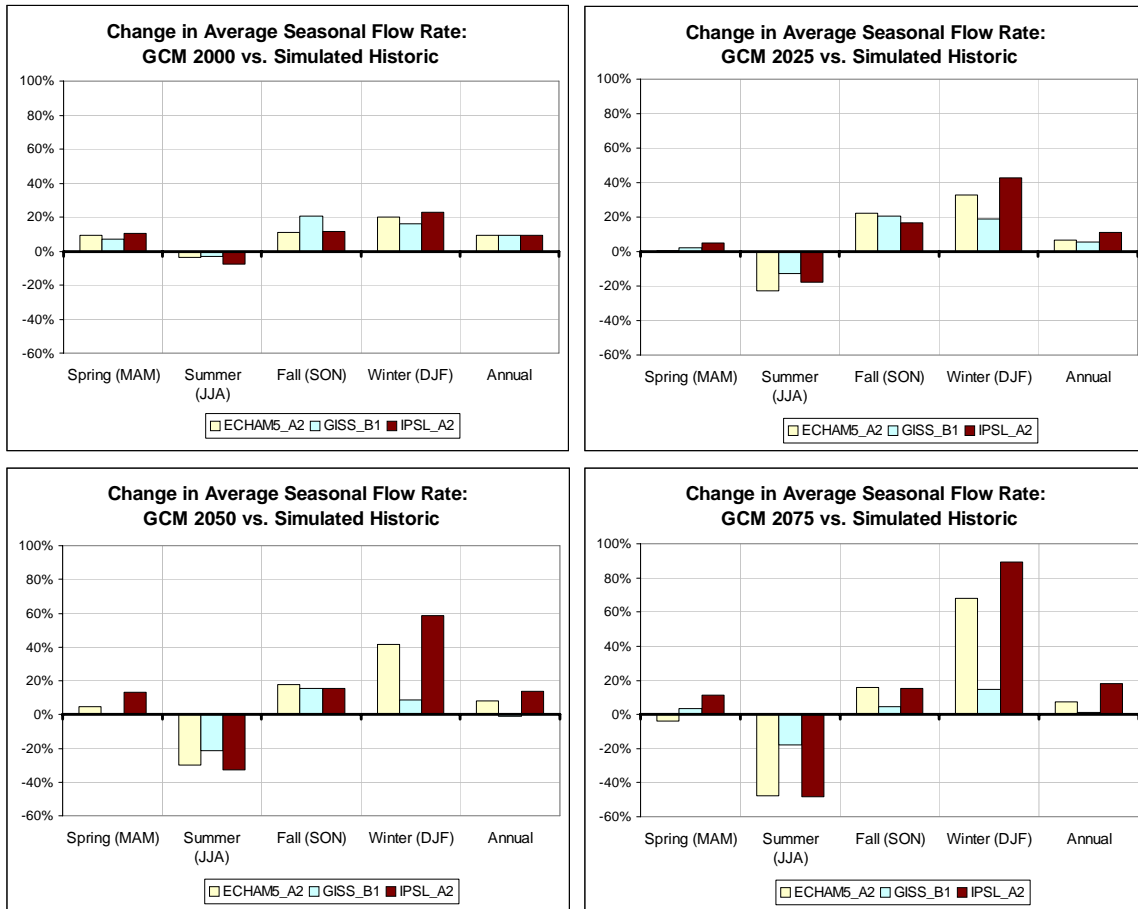 Change in Average Seasonal Flow Rate:
GCM 2000 vs. Simulated Historic
100%
80%
60%
40%
20%
0%
-20%
-40%
-60%
Spring (MAM)
Summer
(JJA)
Fall (SON)
Winter (DJF)
Annual
ECHAM5_A2
GISS_B1
IPSL_A2
Change in Average Seasonal Flow Rate:
GCM 2025 vs. Simulated Historic
100%
80%
60%
40%
20%
0%
-20%
-40%
-60%
Spring (MAM)
Summer
(JJA)
Fall (SON)
Winter (DJF)
Annual
ECHAM5_A2
GISS_B1
IPSL_A2
Change in Average Seasonal Flow Rate:
GCM 2050 vs. Simulated Historic
100%
80%
60%
40%
20%
0%
-20%
-40%
-60%
Spring (MAM)
Summer
(JJA)
Fall (SON)
Winter (DJF)
Annual
ECHAM5_A2
GISS_B1
IPSL_A2
Change in Average Seasonal Flow Rate:
GCM 2075 vs. Simulated Historic
100%
80%
60%
40%
20%
0%
-20%
-40%
-60%
Spring (MAM)
Summer
(JJA)
Fall (SON)
Winter (DJF)
Annual
ECHAM5_A2
GISS_B1
IPSL_A2